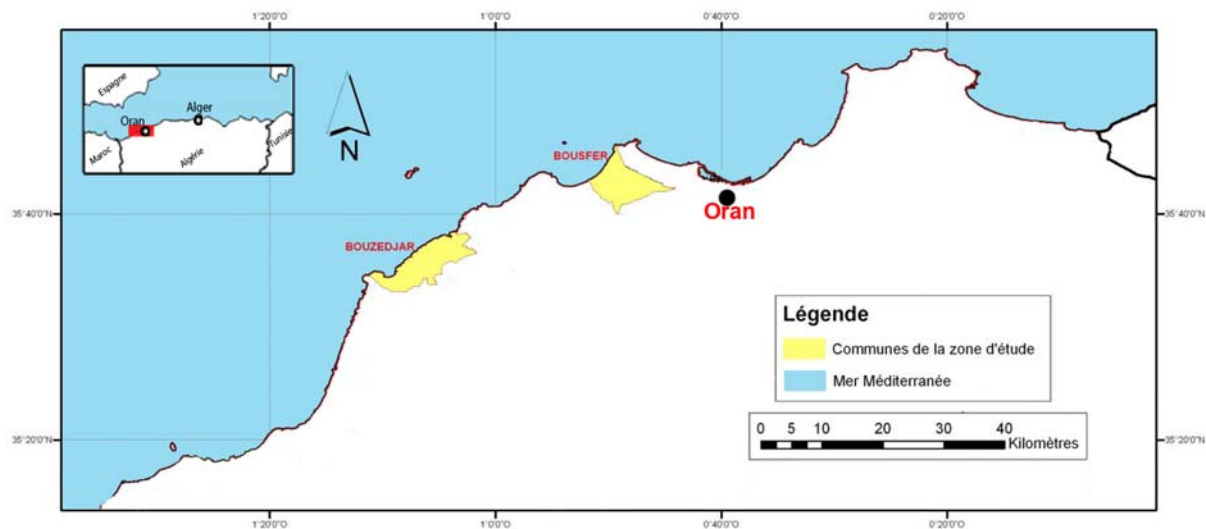 1°20'0"O 1°0'0"O 0°40'0"O 0°20'0"O
Espagne
Alger
Oran
Maroc
Algérie
Tunisie
N
BOUSFER
35°40'0"N 35°40'0"N
Oran
BOUZEDJAR
Légende
Communes de la zone d'étude
Mer Méditerranée
0 5 10 20 30 40
Kilomètres
35°20'0"N 35°20'0"N
1°20'0"O 1°0'0"O 0°40'0"O 0°20'0"O